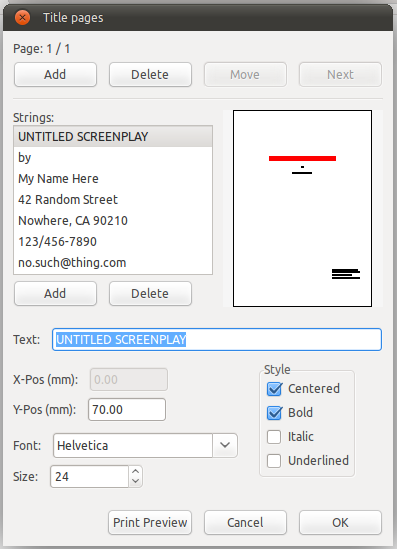 Title pages
Page: 1 / 1
Add Delete Move Next
Strings:
UNTITLED SCREENPLAY
by
My Name Here
42 Random Street
Nowhere, CA 90210
123/456-7890
no.such@thing.com
Add Delete
Text: UNTITLED SCREENPLAY
X-Pos (mm): 0.00
Y-Pos (mm): 70.00
Font: Helvetica
Size: 24
Style
Centered
Bold
Italic
Underlined
Print Preview Cancel OK